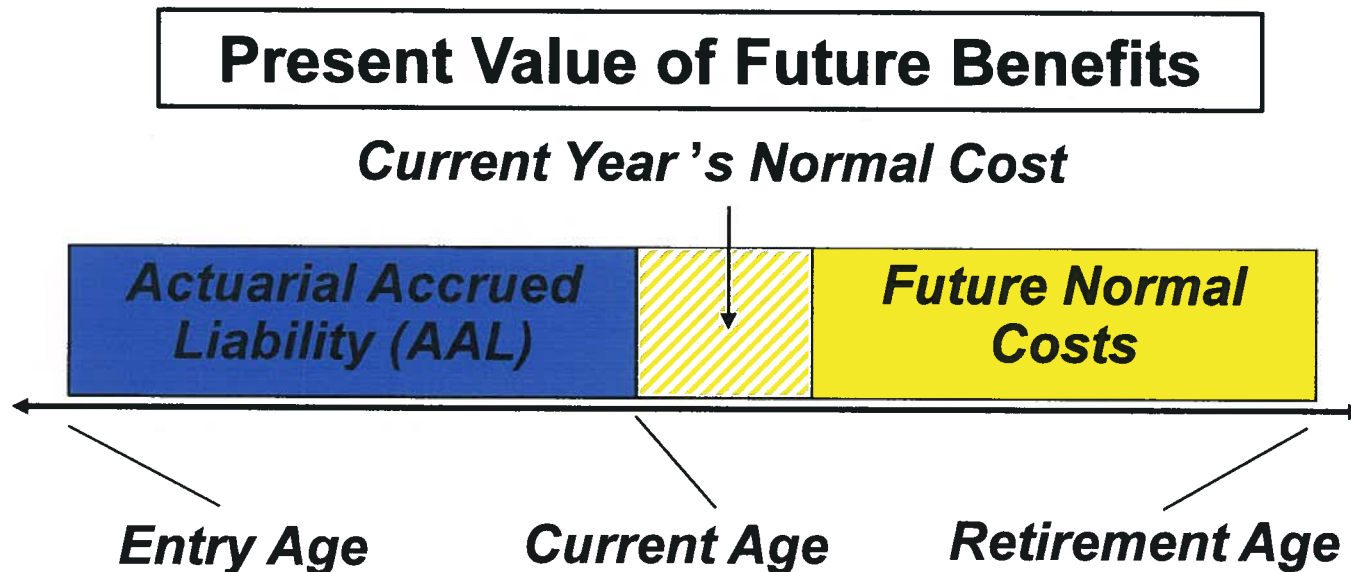 Present Value of Future Benefits
Current Year 's Normal Cost
Actuarial Accrued
Liability (AAL)
Future Normal
Costs
Entry Age
Current Age
Retirement Age